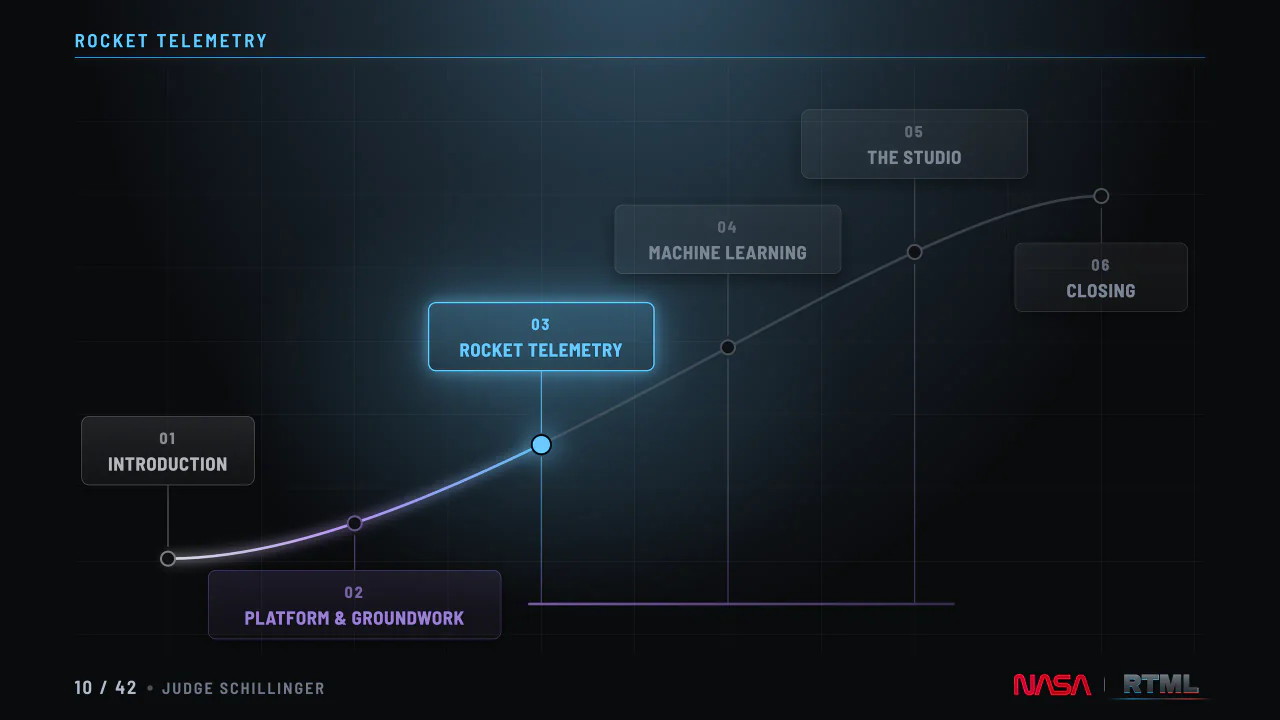 ROCKET TELEMETRY
01
INTRODUCTION
02
PLATFORM & GROUNDWORK
03
ROCKET TELEMETRY
04
MACHINE LEARNING
05
THE STUDIO
06
CLOSING
10 / 42 • JUDGE SCHILLINGER
NASA | RTML